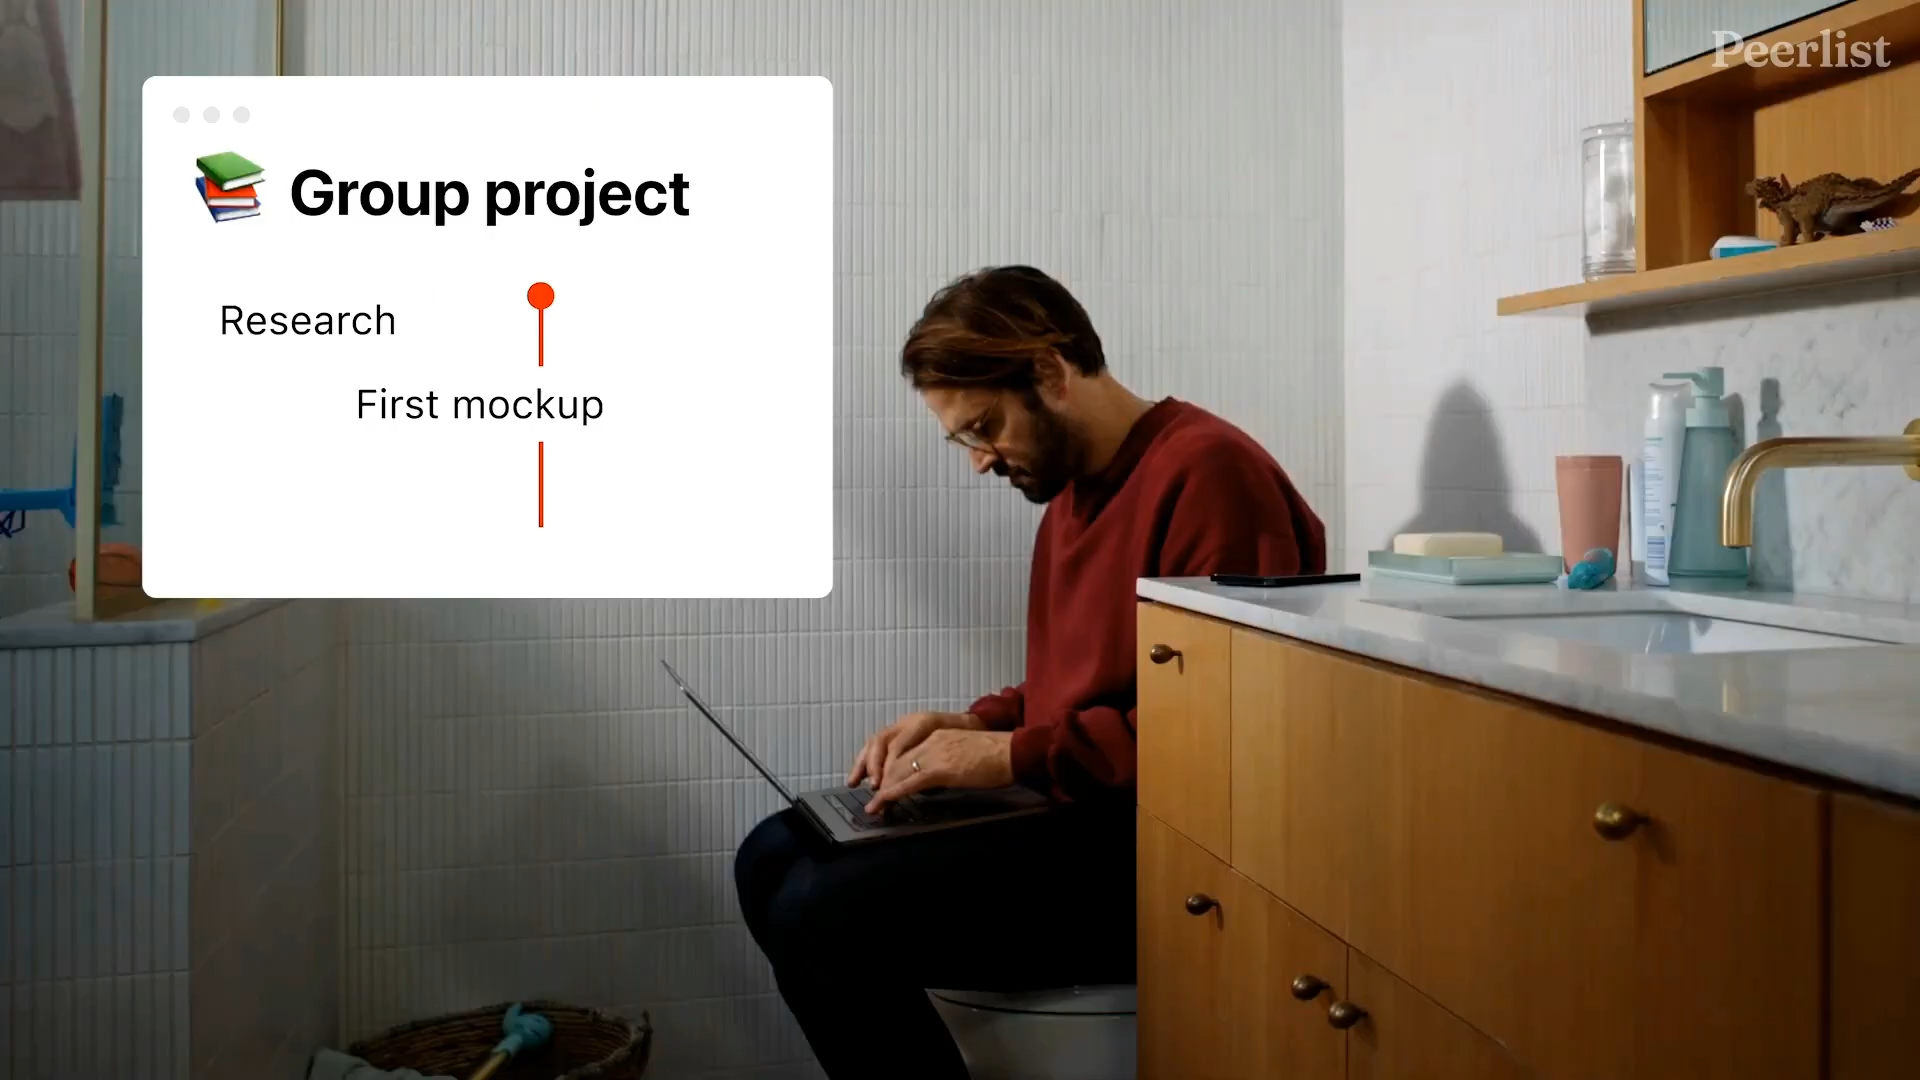 Peerlist
Group project
Research
First mockup